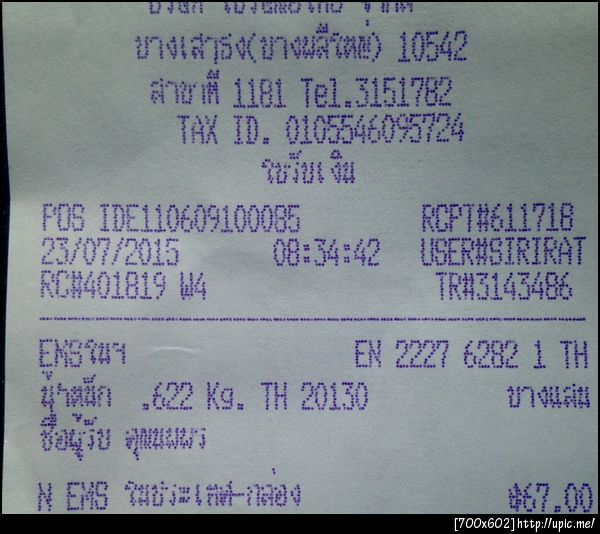 บางเสาธง(บางพลีใหญ่) 10542
สาขาที่ 1181 Tel.3151782
TAX ID. 0105546095724
ใบรับเงิน
POS IDE110609100085 RCPT#611718
23/07/2015 08:34:42 USER#SIRIRAT
RC#401819 W4 TR#3143486
EMSในฯ EN 2227 6282 1 TH
น้ำหนัก .622 Kg. TH 20130 บางแสน
ชื่อผู้รับ
N EMS ในประเทศ-กล่อง ฿67.00
[700x602]http://upic.me/